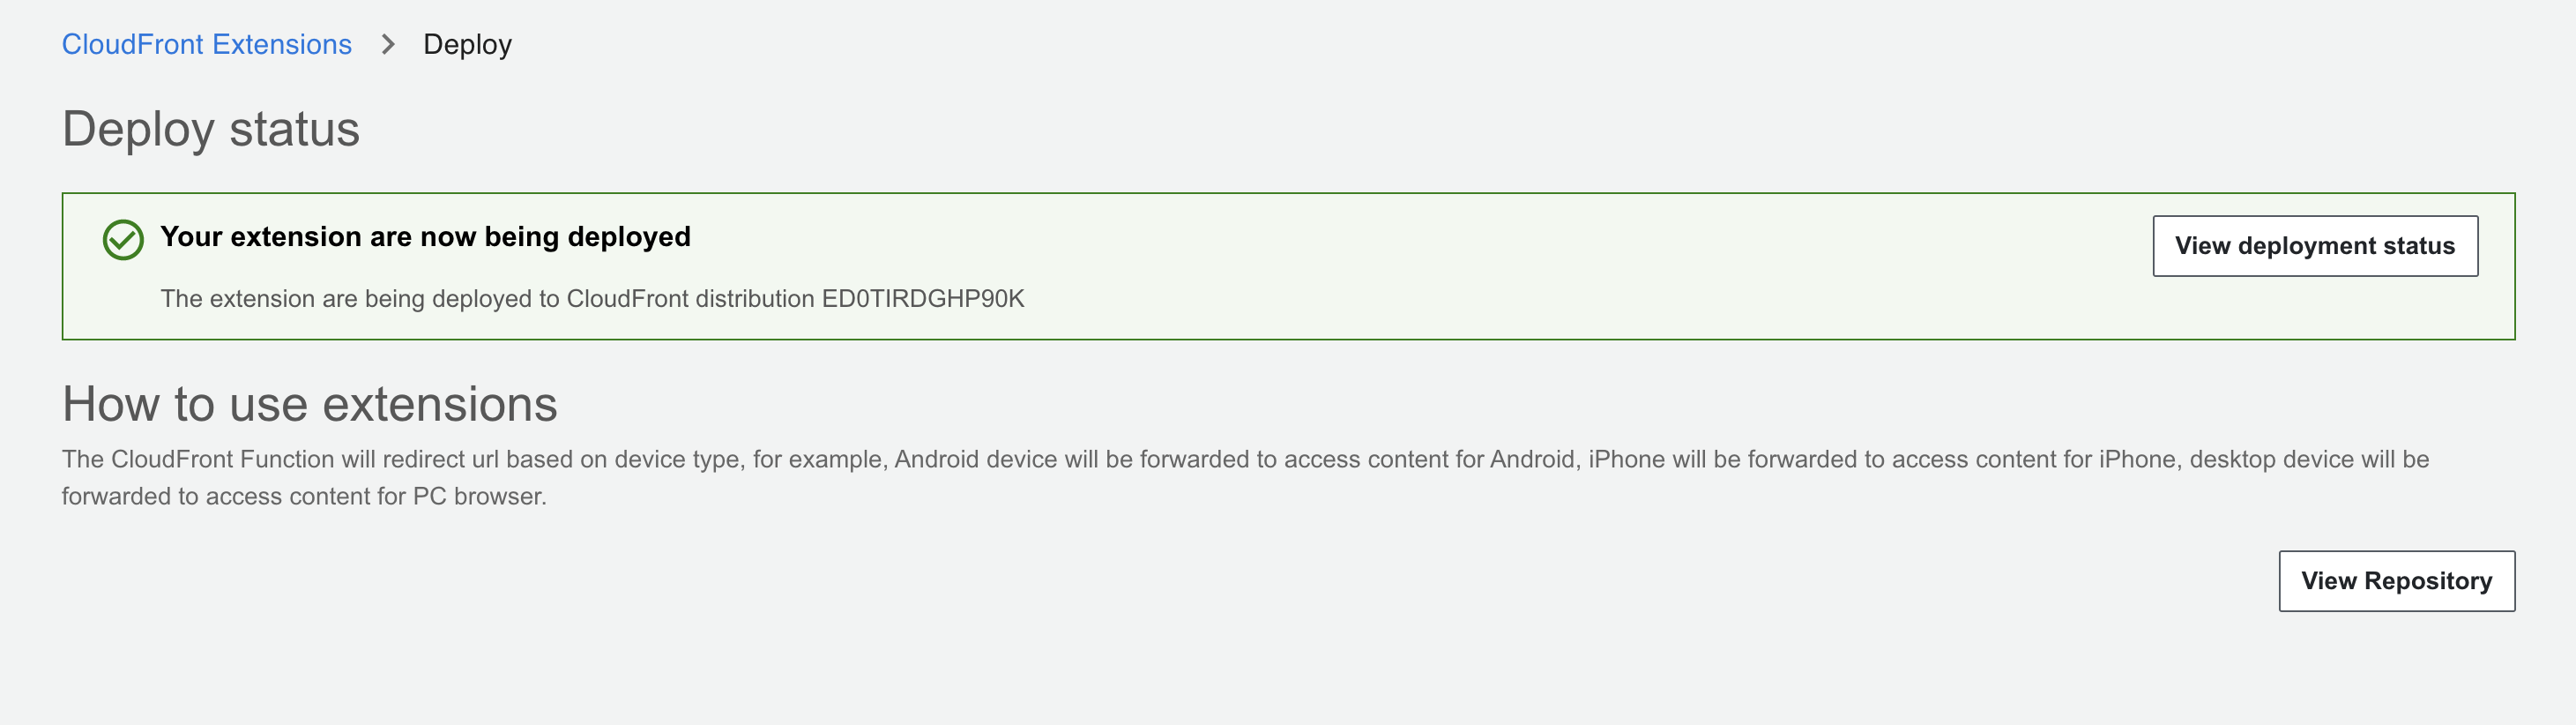 CloudFront Extensions > Deploy
Deploy status
Your extension are now being deployed
View deployment status
The extension are being deployed to CloudFront distribution ED0TIRDGHP90K
How to use extensions
The CloudFront Function will redirect url based on device type, for example, Android device will be forwarded to access content for Android, iPhone will be forwarded to access content for iPhone, desktop device will be
forwarded to access content for PC browser.
View Repository